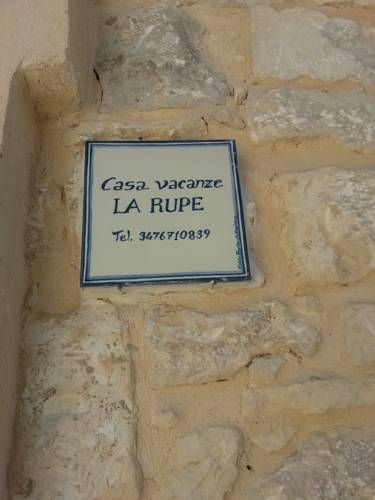 Casa vacanze
LA RUPE
Tel. 3476710839